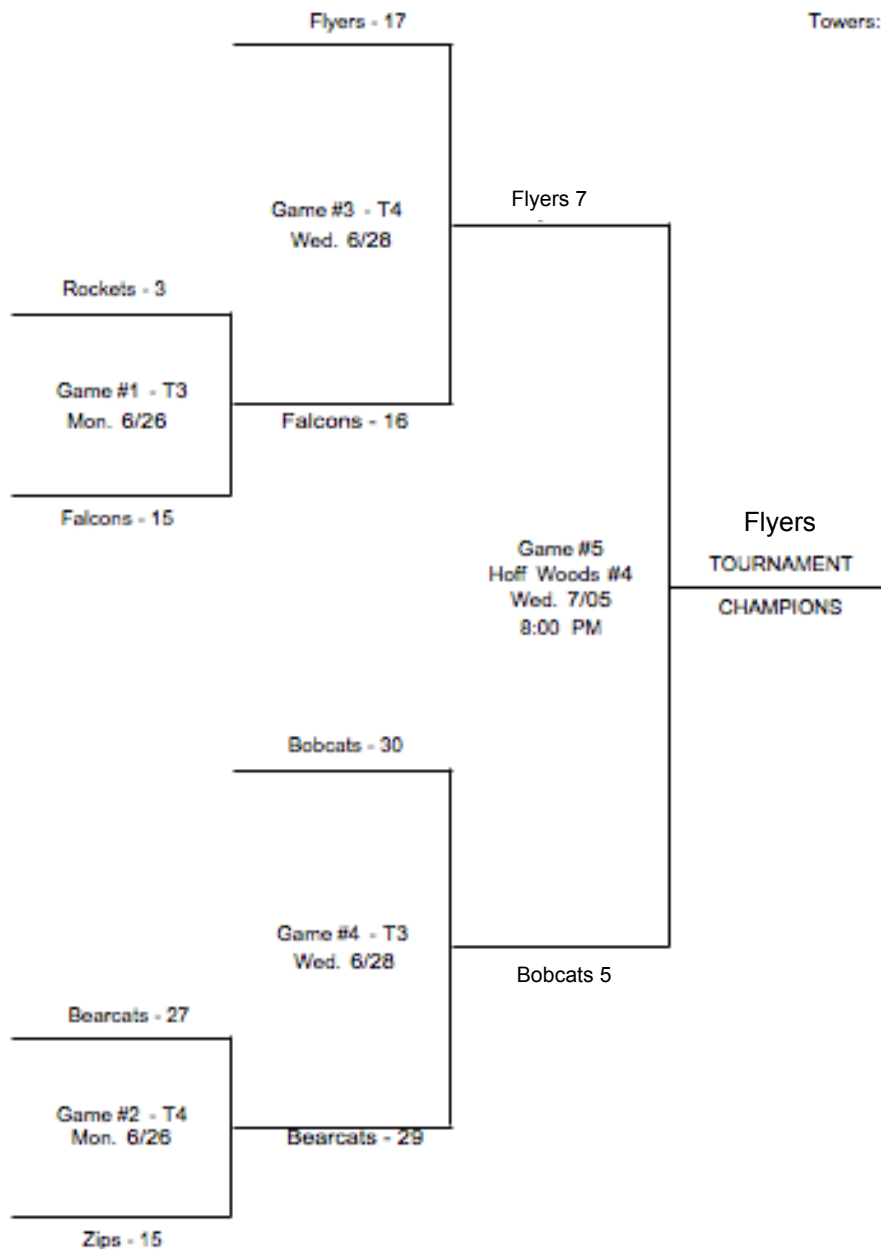 Flyers - 17
Towers:
Flyers 7
Game #3 - T4
Wed. 6/28
Rockets - 3
Game #1 - T3
Mon. 6/26
Falcons - 16
Falcons - 15
Flyers
Game #5
Hoff Woods #4
Wed. 7/05
8:00 PM
TOURNAMENT
CHAMPIONS
Bobcats - 30
Game #4 - T3
Wed. 6/28
Bobcats 5
Bearcats - 27
Game #2 - T4
Mon. 6/26
Bearcats - 29
Zips - 15